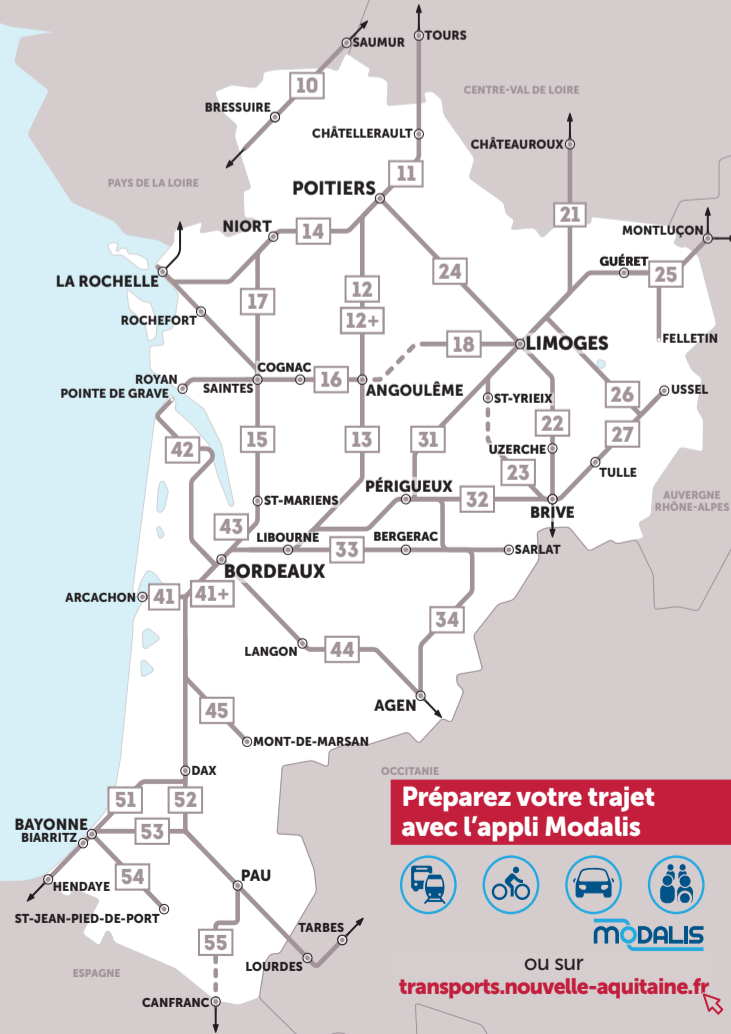 SAUMUR
TOURS
10
CENTRE-VAL DE LOIRE
BRESSUIRE
CHÂTELLERAULT
CHÂTEAUROUX
11
PAYS DE LA LOIRE
POITIERS
21
NIORT
14
MONTLUÇON
GUÉRET
24
25
LA ROCHELLE
12
17
12+
ROCHEFORT
18
LIMOGES
FELLETIN
COGNAC
ROYAN
16
POINTE DE GRAVE
SAINTES
ANGOULÊME
ST-YRIEIX
26
USSEL
22
42
15
13
31
27
UZERCHE
23
TULLE
PÉRIGUEUX
32
ST-MARIENS
BRIVE
AUVERGNE
RHÔNE-ALPES
43
LIBOURNE
33
BERGERAC
SARLAT
BORDEAUX
ARCACHON
41
41+
34
LANGON
44
AGEN
45
MONT-DE-MARSAN
DAX
OCCITANIE
51
52
BAYONNE
53
BIARRITZ
54
HENDAYE
PAU
ST-JEAN-PIED-DE-PORT
TARBES
55
LOURDES
ESPAGNE
CANFRANC
Préparez votre trajet
avec l'appli Modalis
MODALIS
ou sur
transports.nouvelle-aquitaine.fr